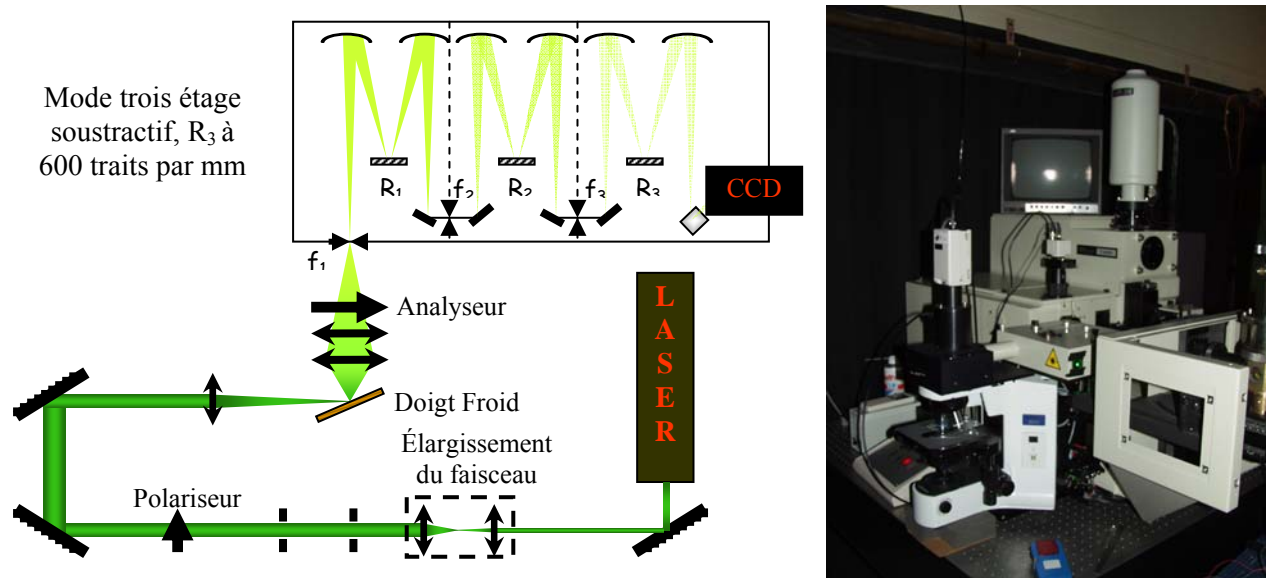 Mode trois étage
soustractif, R₃ à
600 traits par mm
R₁
f₂
R₂
f₃
R₃
CCD
f₁
Analyseur
LASER
Doigt Froid
Élargissement
du faisceau
Polariseur